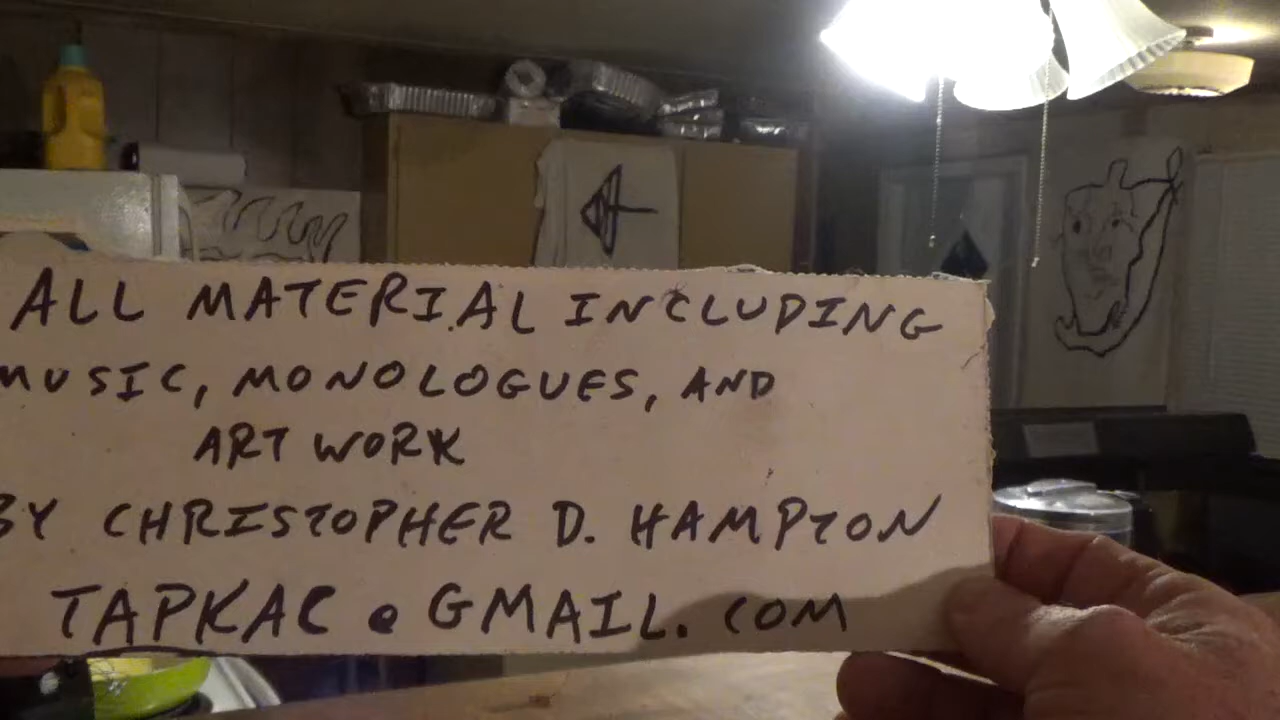 ALL MATERIAL INCLUDING
MUSIC, MONOLOGUES, AND
ART WORK
BY CHRISTOPHER D. HAMPTON
TAPKAC@GMAIL.COM